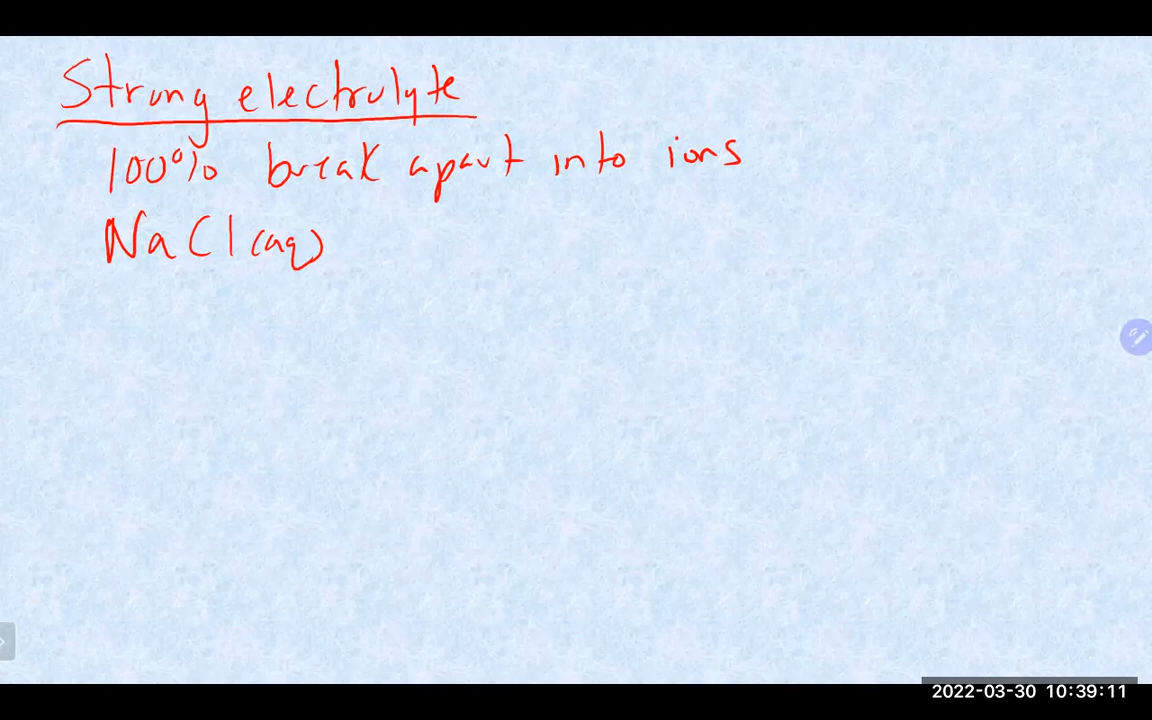 Strong electrolyte
100% break apart into ions
NaCl(aq)
2022-03-30 10:39:11